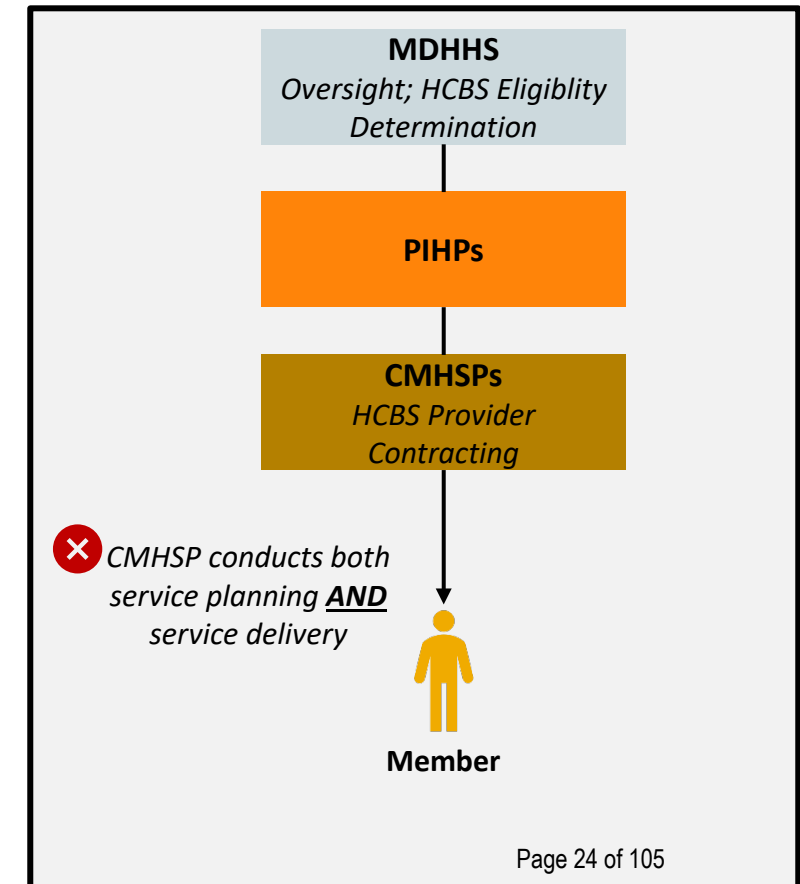 MDHHS
Oversight; HCBS Eligiblity
Determination
PIHPs
CMHSPs
HCBS Provider
Contracting
CMHSP conducts both
service planning AND
service delivery
Member
Page 24 of 105